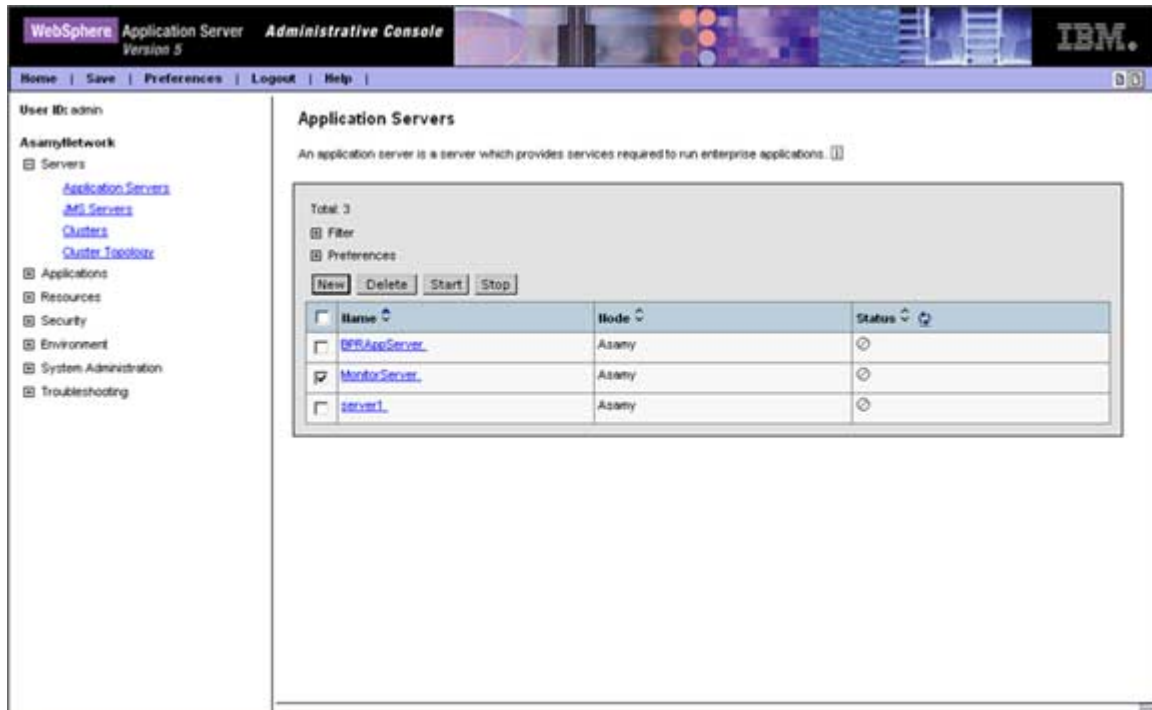 WebSphere Application Server Administrative Console
Version 5
IBM.
Home | Save | Preferences | Logout | Help |
User ID: admin
AsamyNetwork
Servers
Application Servers
JMS Servers
Clusters
Cluster Topology
Applications
Resources
Security
Environment
System Administration
Troubleshooting
Application Servers
An application server is a server which provides services required to run enterprise applications. i
Total: 3
Filter
Preferences
New Delete Start Stop
Name Node Status
BPRAppServer Asamy
MonitorServer Asamy
server1 Asamy